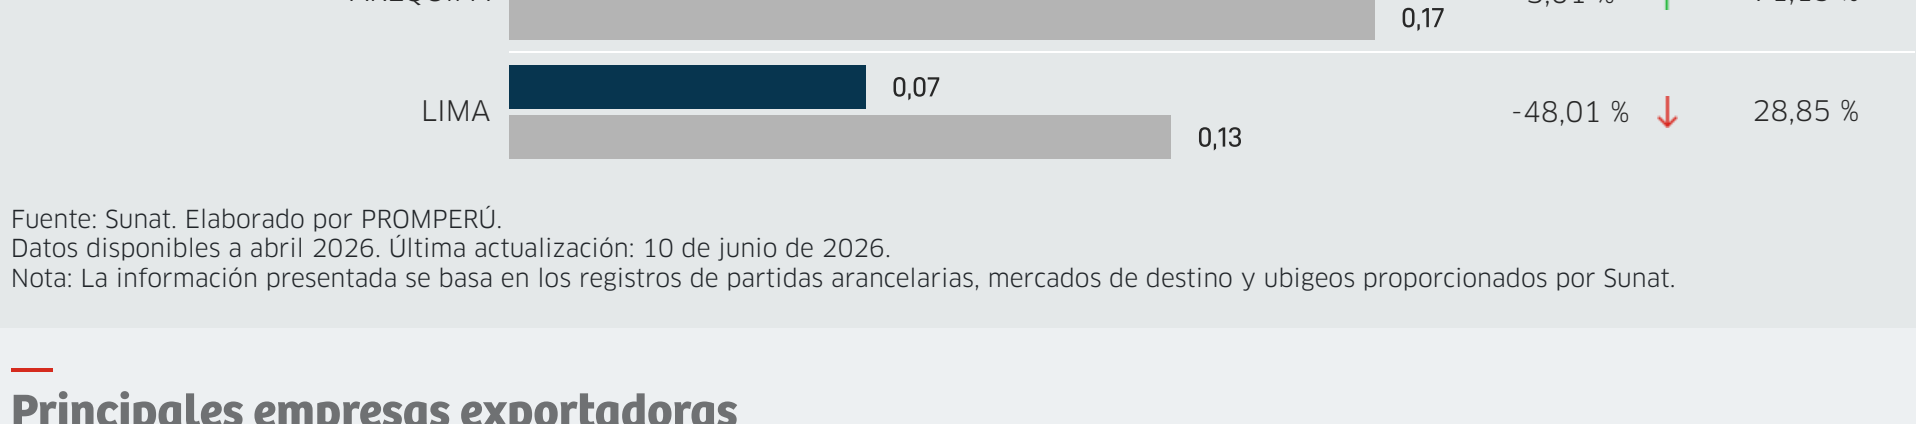 0,17
0,07
LIMA
-48,01 %
28,85 %
0,13
Fuente: Sunat. Elaborado por PROMPERÚ.
Datos disponibles a abril 2026. Última actualización: 10 de junio de 2026.
Nota: La información presentada se basa en los registros de partidas arancelarias, mercados de destino y ubigeos proporcionados por Sunat.
Principales empresas exportadoras